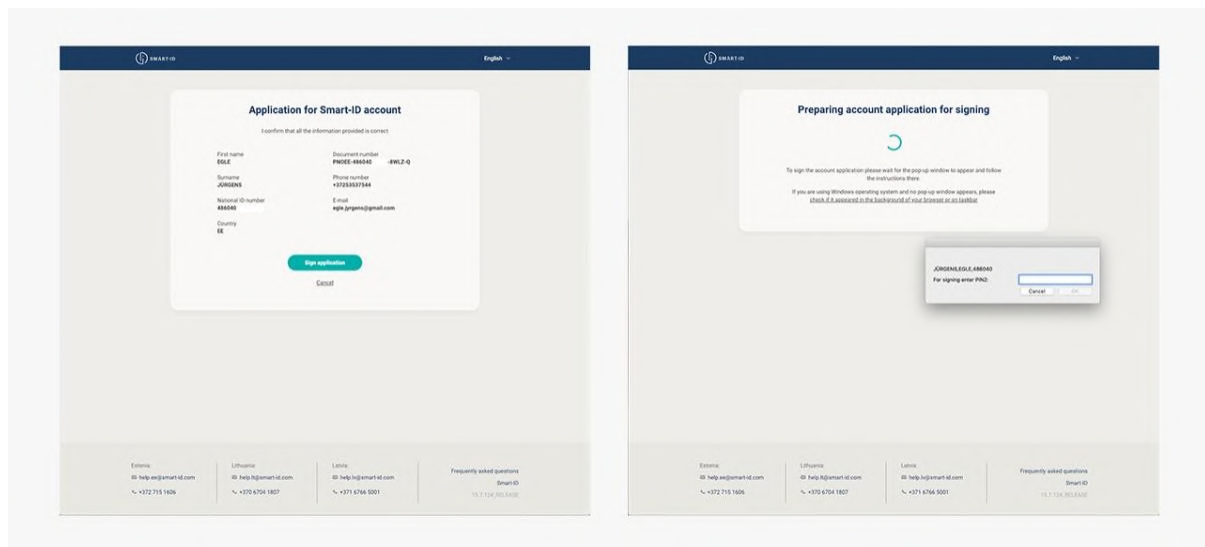 SMART-ID
English
Application for Smart-ID account
I confirm that all the information provided is correct
First name
EGLE
Document number
PNOEE-486040 -8WLZ-Q
Surname
JÜRGENS
Phone number
+37253537544
National ID number
486040
E-mail
egle.jyrgens@gmail.com
Country
EE
Sign application
Cancel
Estonia
help.ee@smart-id.com
+372 715 1606
Lithuania
help.lt@smart-id.com
+370 6704 1807
Latvia
help.lv@smart-id.com
+371 6766 5001
Frequently asked questions
Smart-ID
SMART-ID
English
Preparing account application for signing
To sign the account application please wait for the pop-up window to appear and follow
the instructions there.
If you are using Windows operating system and no pop-up window appears, please
check if it appeared in the background of your browser or on taskbar
JÜRGENS,EGLE,486040
For signing enter PIN2:
Cancel
OK
Estonia
help.ee@smart-id.com
+372 715 1606
Lithuania
help.lt@smart-id.com
+370 6704 1807
Latvia
help.lv@smart-id.com
+371 6766 5001
Frequently asked questions
Smart-ID